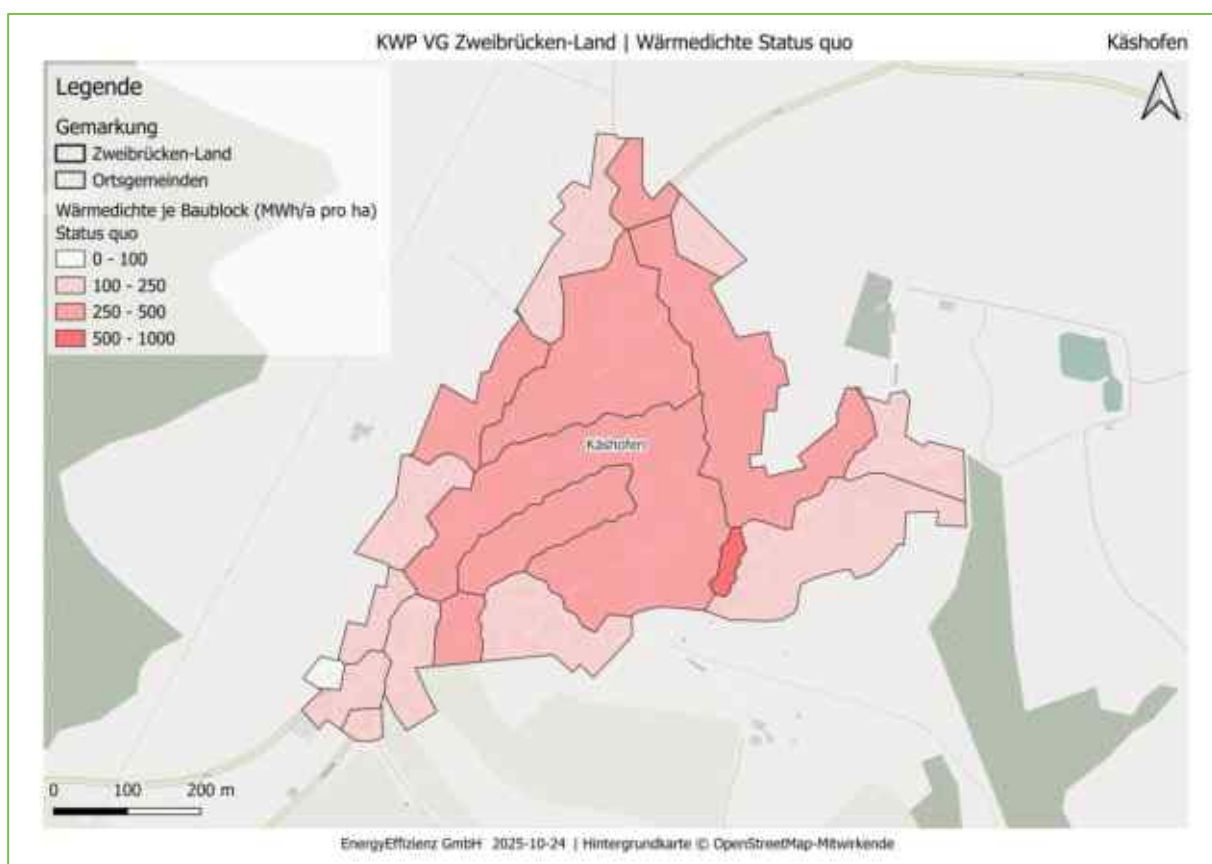 KWP VG Zweibrücken-Land | Wärmedichte Status quo
Käshofen
Legende
Gemarkung
Zweibrücken-Land
Ortsgemeinden
Wärmedichte je Baublock (MWh/a pro ha)
Status quo
0 - 100
100 - 250
250 - 500
500 - 1000
Käshofen
0 100 200 m
EnergyEffizienz GmbH 2025-10-24 | Hintergrundkarte © OpenStreetMap-Mitwirkende